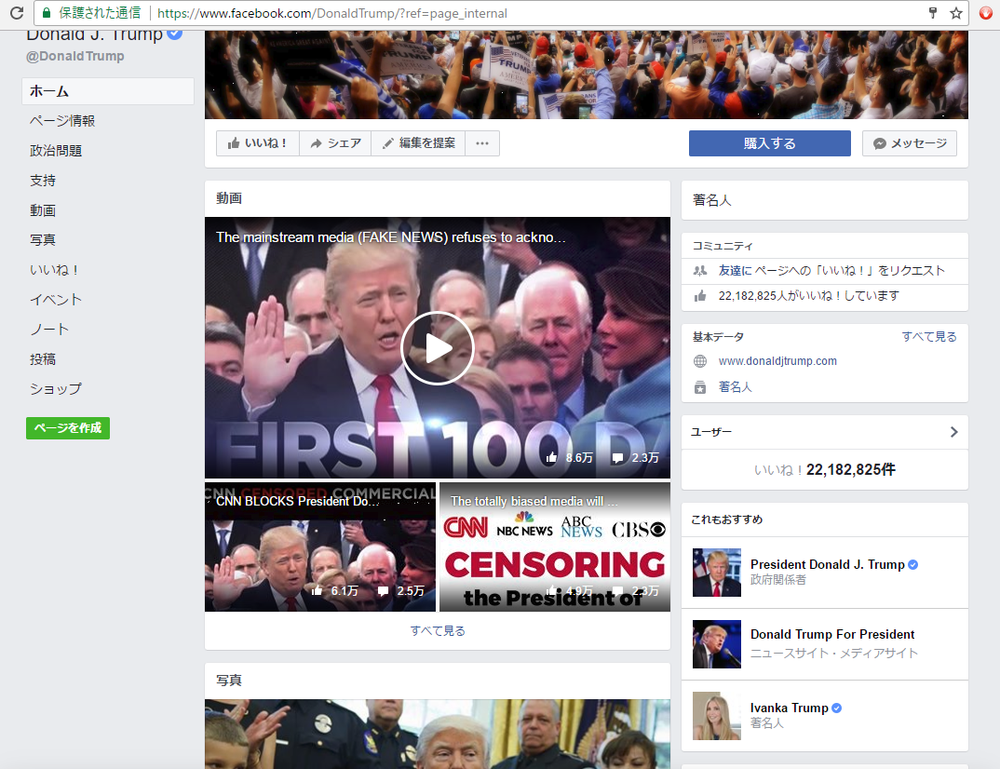 保護された通信
https://www.facebook.com/DonaldTrump/?ref=page_internal
Donald J. Trump
@DonaldTrump
ホーム
ページ情報
政治問題
支持
動画
写真
いいね！
イベント
ノート
投稿
ショップ
ページを作成
TRUMP
いいね！
シェア
編集を提案
購入する
メッセージ
動画
The mainstream media (FAKE NEWS) refuses to ackno...
FIRST 100 DA
8.6万
2.3万
CNN CENSORED COMMERCIAL
CNN BLOCKS President Do...
6.1万
2.5万
The totally biased media will ...
CNN NBC NEWS ABC NEWS CBS
CENSORING
the President of
4.9万
2.3万
すべて見る
写真
著名人
コミュニティ
友達に ページへの「いいね！」をリクエスト
22,182,825人がいいね！しています
基本データ
すべて見る
www.donaldjtrump.com
著名人
ユーザー
いいね！22,182,825件
これもおすすめ
President Donald J. Trump
政府関係者
Donald Trump For President
ニュースサイト・メディアサイト
Ivanka Trump
著名人